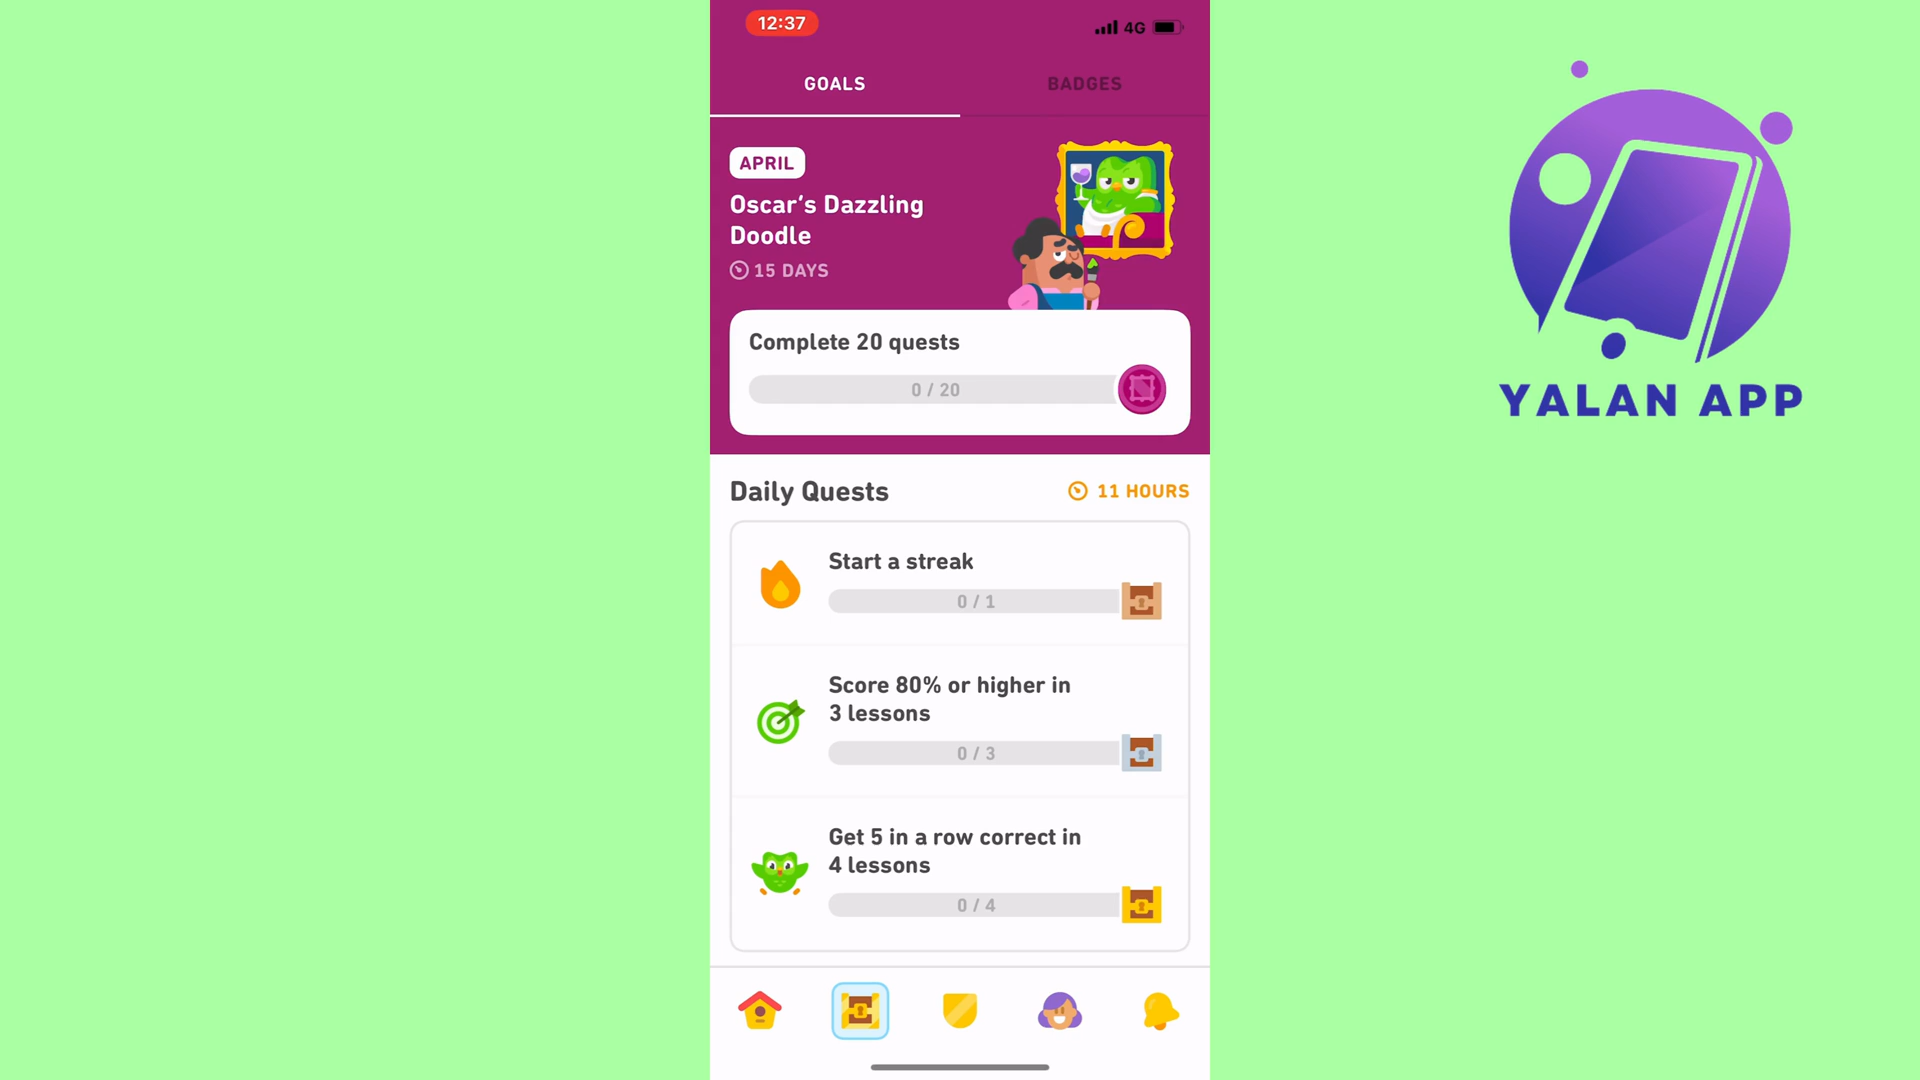 12:37
4G
GOALS
BADGES
APRIL
Oscar's Dazzling
Doodle
15 DAYS
Complete 20 quests
0 / 20
Daily Quests
11 HOURS
Start a streak
0 / 1
Score 80% or higher in
3 lessons
0 / 3
Get 5 in a row correct in
4 lessons
0 / 4
YALAN APP